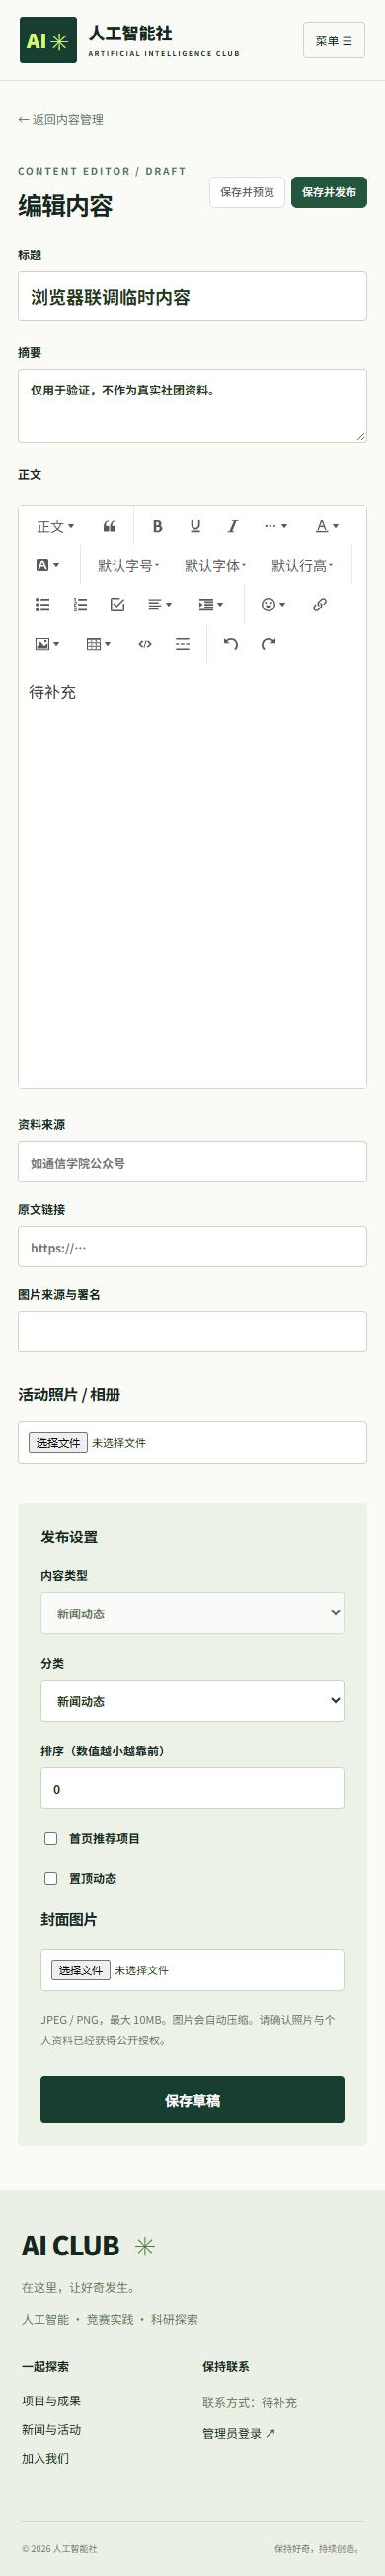 AI
人工智能社
ARTIFICIAL INTELLIGENCE CLUB
菜单 ☰
← 返回内容管理
CONTENT EDITOR / DRAFT
编辑内容
保存并预览
保存并发布
标题
浏览器联调临时内容
摘要
仅用于验证，不作为真实社团资料。
正文
正文
B U I ··· A
A 默认字号 默认字体 默认行高
待补充
资料来源
如通信学院公众号
原文链接
https://…
图片来源与署名
活动照片 / 相册
选择文件 未选择文件
发布设置
内容类型
新闻动态
分类
新闻动态
排序（数值越小越靠前）
0
首页推荐项目
置顶动态
封面图片
选择文件 未选择文件
JPEG / PNG，最大 10MB。图片会自动压缩。请确认照片与个
人资料已经获得公开授权。
保存草稿
AI CLUB
在这里，让好奇发生。
人工智能 · 竞赛实践 · 科研探索
一起探索
项目与成果
新闻与活动
加入我们
保持联系
联系方式：待补充
管理员登录 ↗
© 2026 人工智能社
保持好奇，持续创造。